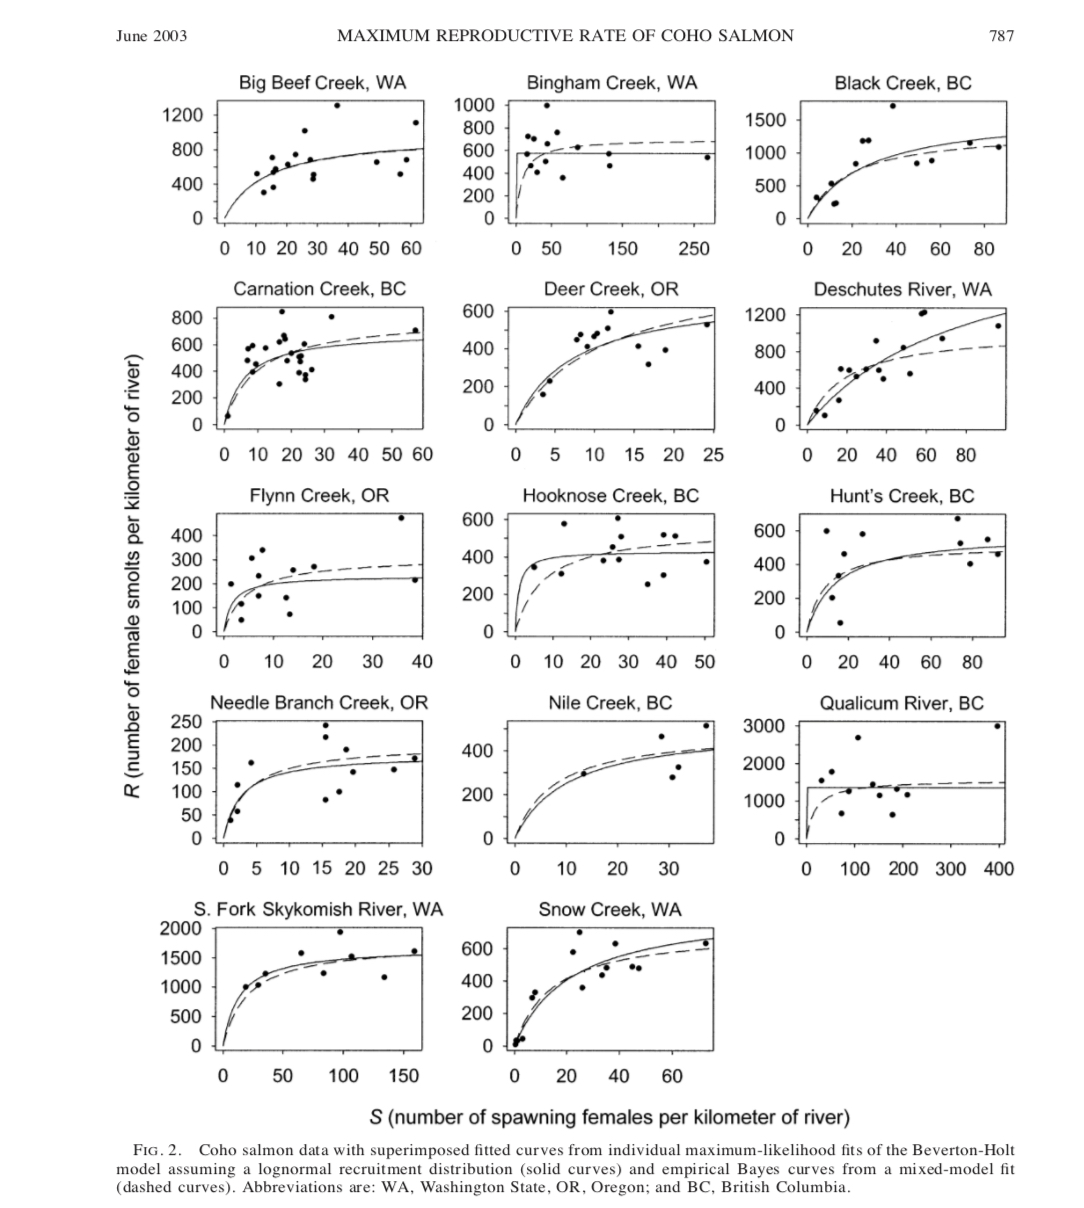 June 2003 MAXIMUM REPRODUCTIVE RATE OF COHO SALMON 787
Big Beef Creek, WA
1200
800
400
0
0 10 20 30 40 50 60
Bingham Creek, WA
1000
800
600
400
200
0
0 50 150 250
Black Creek, BC
1500
1000
500
0
0 20 40 60 80
Carnation Creek, BC
800
600
400
200
0
0 10 20 30 40 50 60
Deer Creek, OR
600
400
200
0
0 5 10 15 20 25
Deschutes River, WA
1200
800
400
0
0 20 40 60 80
Flynn Creek, OR
400
300
200
100
0
0 10 20 30 40
Hooknose Creek, BC
600
400
200
0
0 10 20 30 40 50
Hunt's Creek, BC
600
400
200
0
0 20 40 60 80
Needle Branch Creek, OR
250
200
150
100
50
0
0 5 10 15 20 25 30
Nile Creek, BC
400
200
0
0 10 20 30
Qualicum River, BC
3000
2000
1000
0
0 100 200 300 400
S. Fork Skykomish River, WA
2000
1500
1000
500
0
0 50 100 150
Snow Creek, WA
600
400
200
0
0 20 40 60
R (number of female smolts per kilometer of river)
S (number of spawning females per kilometer of river)
FIG. 2. Coho salmon data with superimposed fitted curves from individual maximum-likelihood fits of the Beverton-Holt
model assuming a lognormal recruitment distribution (solid curves) and empirical Bayes curves from a mixed-model fit
(dashed curves). Abbreviations are: WA, Washington State, OR, Oregon; and BC, British Columbia.